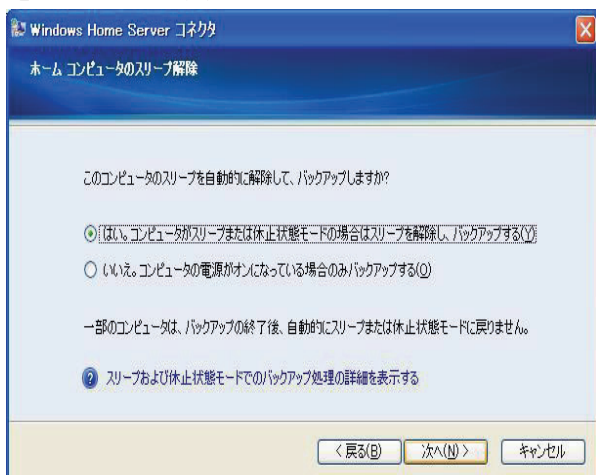 Windows Home Server コネクタ
ホーム コンピュータのスリープ解除
このコンピュータのスリープを自動的に解除して、バックアップしますか?
はい。コンピュータがスリープまたは休止状態モードの場合はスリープを解除し、バックアップする(Y)
いいえ。コンピュータの電源がオンになっている場合のみバックアップする(O)
一部のコンピュータは、バックアップの終了後、自動的にスリープまたは休止状態モードに戻りません。
スリープおよび休止状態モードでのバックアップ処理の詳細を表示する
< 戻る(B) 次へ(N) > キャンセル